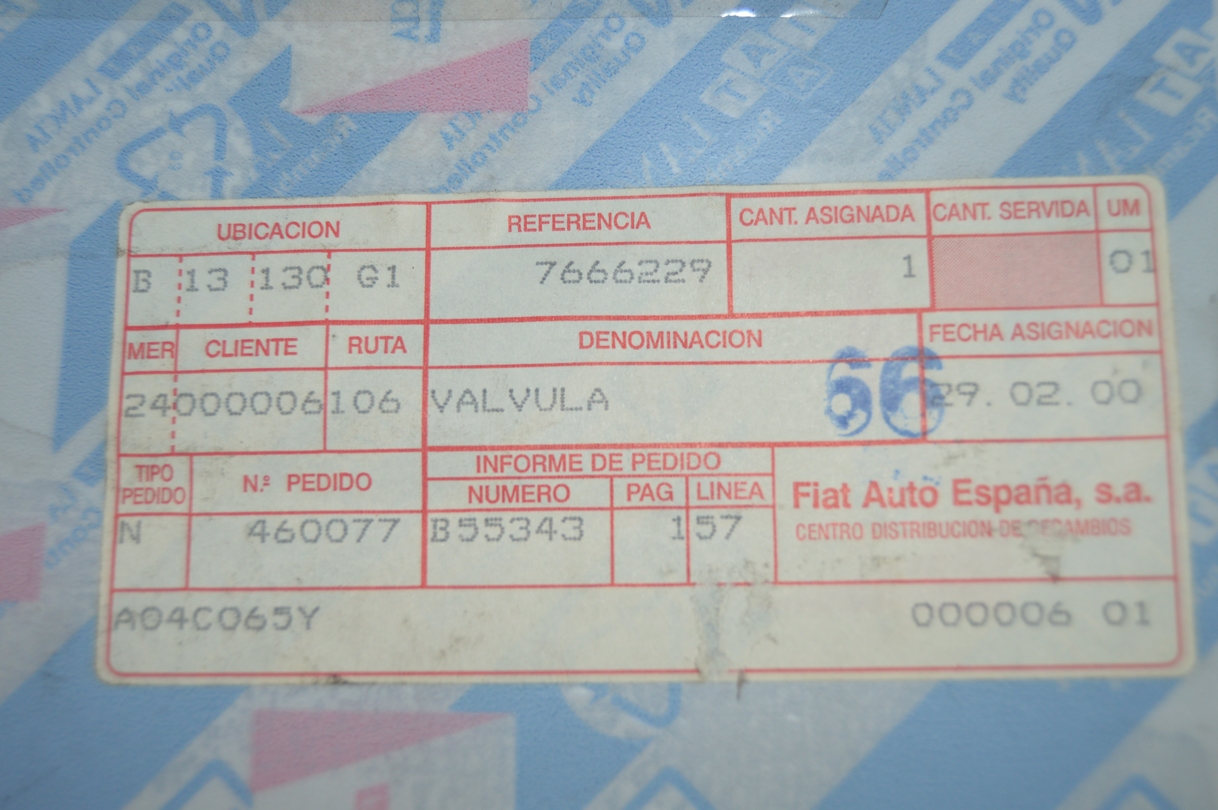 UBICACION REFERENCIA CANT. ASIGNADA CANT. SERVIDA UM
B 13 130 G1 7666229 1 01
MER CLIENTE RUTA DENOMINACION FECHA ASIGNACION
24 000006 106 VALVULA 66 29. 02. 00
TIPO PEDIDO N.º PEDIDO INFORME DE PEDIDO
NUMERO PAG LINEA
Fiat Auto España, s.a.
CENTRO DISTRIBUCION DE RECAMBIOS
N 460077 B55343 1 57
A04C065Y 000006 01